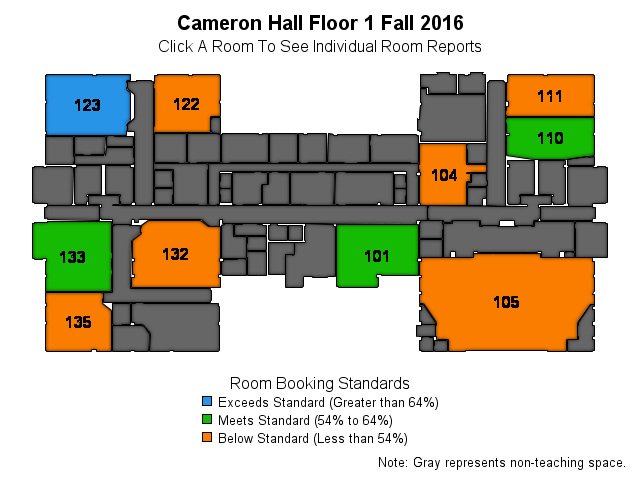 Cameron Hall Floor 1 Fall 2016
Click A Room To See Individual Room Reports
123
122
111
110
104
133
132
101
135
105
Room Booking Standards
Exceeds Standard (Greater than 64%)
Meets Standard (54% to 64%)
Below Standard (Less than 54%)
Note: Gray represents non-teaching space.